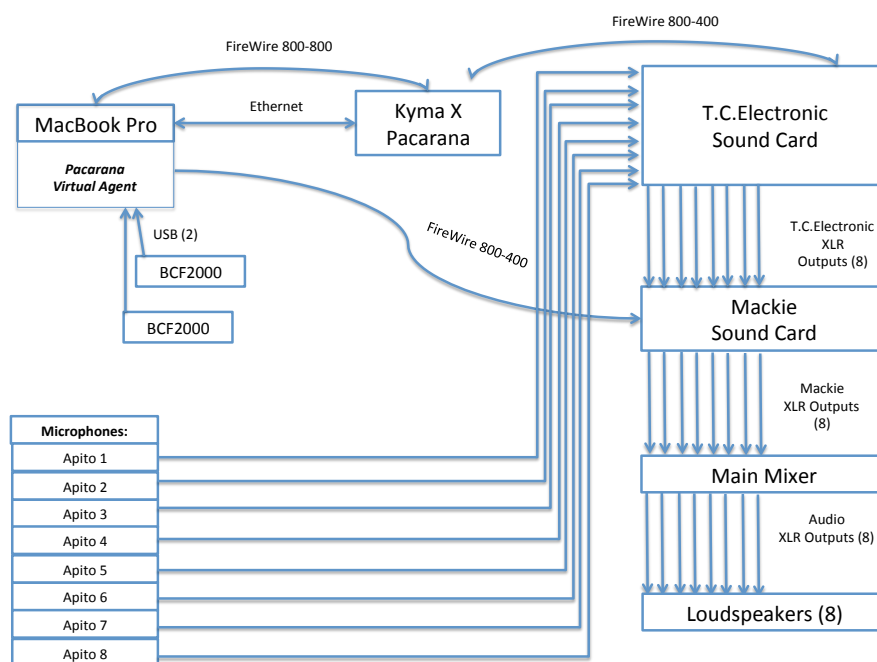 FireWire 800-400
FireWire 800-800
Ethernet
MacBook Pro
Kyma X
Pacarana
T.C.Electronic
Sound Card
Pacarana
Virtual Agent
USB (2)
FireWire 800-400
T.C.Electronic
XLR
Outputs (8)
BCF2000
BCF2000
Mackie
Sound Card
Mackie
XLR Outputs
(8)
Microphones:
Apito 1
Apito 2
Apito 3
Apito 4
Apito 5
Apito 6
Apito 7
Apito 8
Main Mixer
Audio
XLR Outputs (8)
Loudspeakers (8)